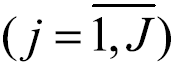 ( j = \overline{1, J} )